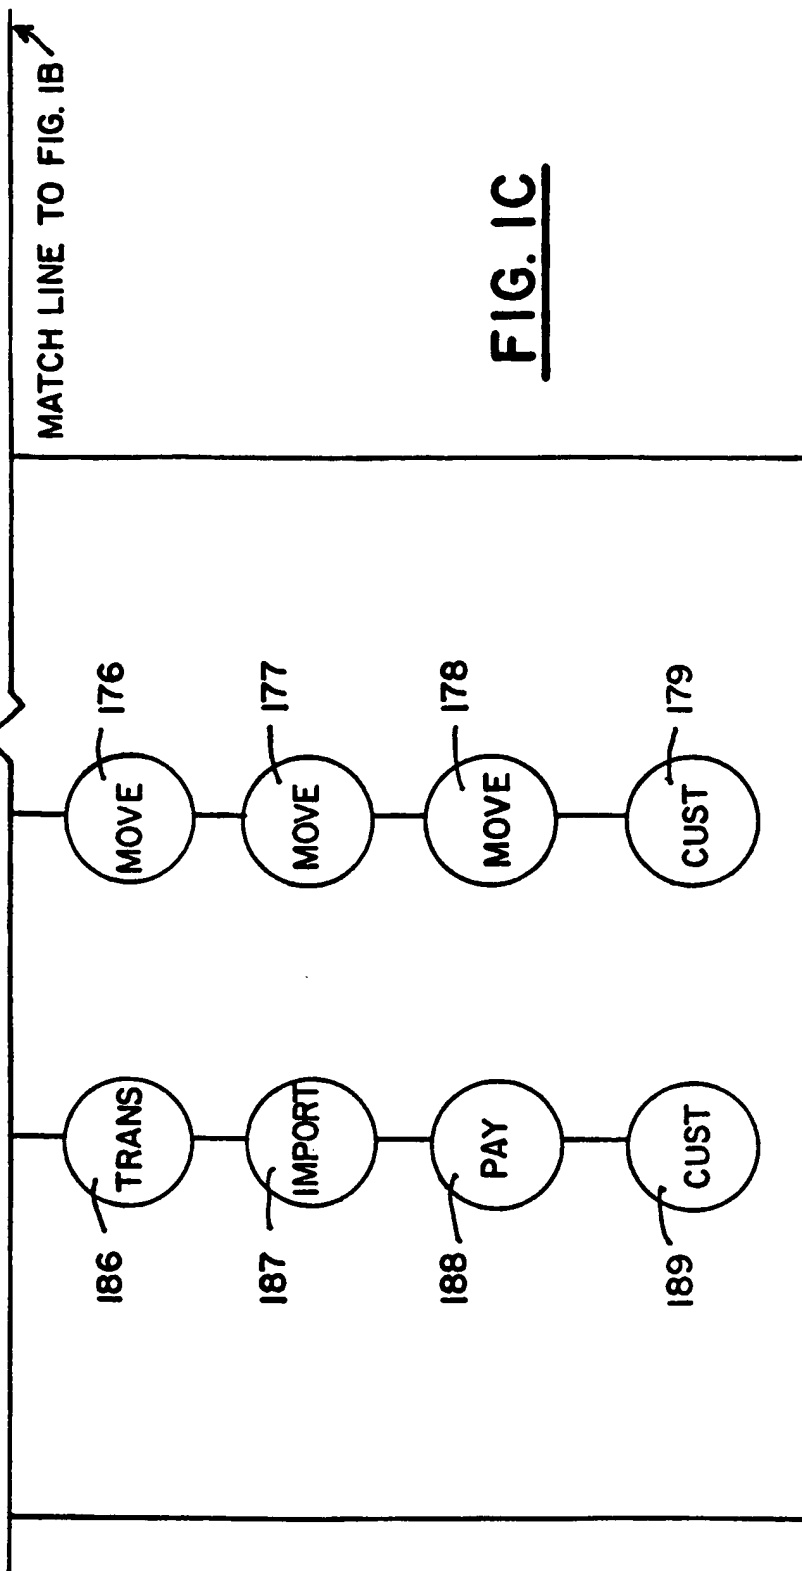 MATCH LINE TO FIG. 1B
186
TRANS
MOVE
176
187
IMPORT
MOVE
177
188
PAY
MOVE
178
189
CUST
CUST
179
FIG. 1C